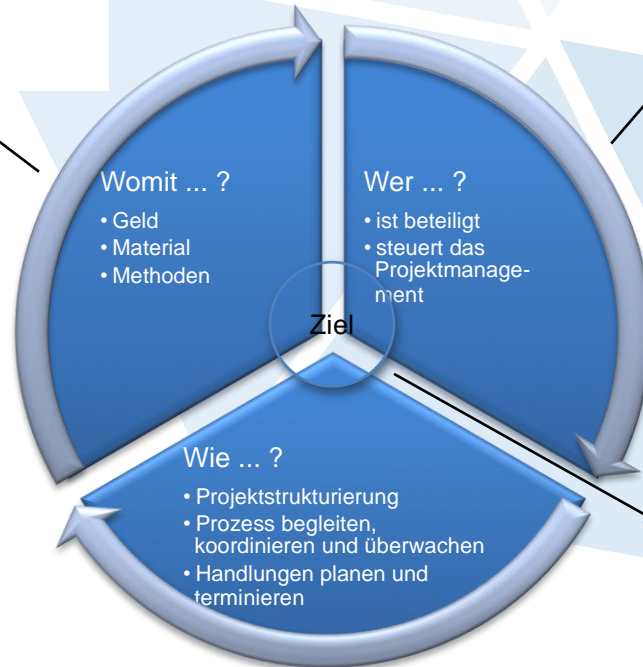 Womit ... ?
• Geld
• Material
• Methoden
Wer ... ?
• ist beteiligt
• steuert das
Projektmanage-
ment
Ziel
Wie ... ?
• Projektstrukturierung
• Prozess begleiten,
koordinieren und überwachen
• Handlungen planen und
terminieren